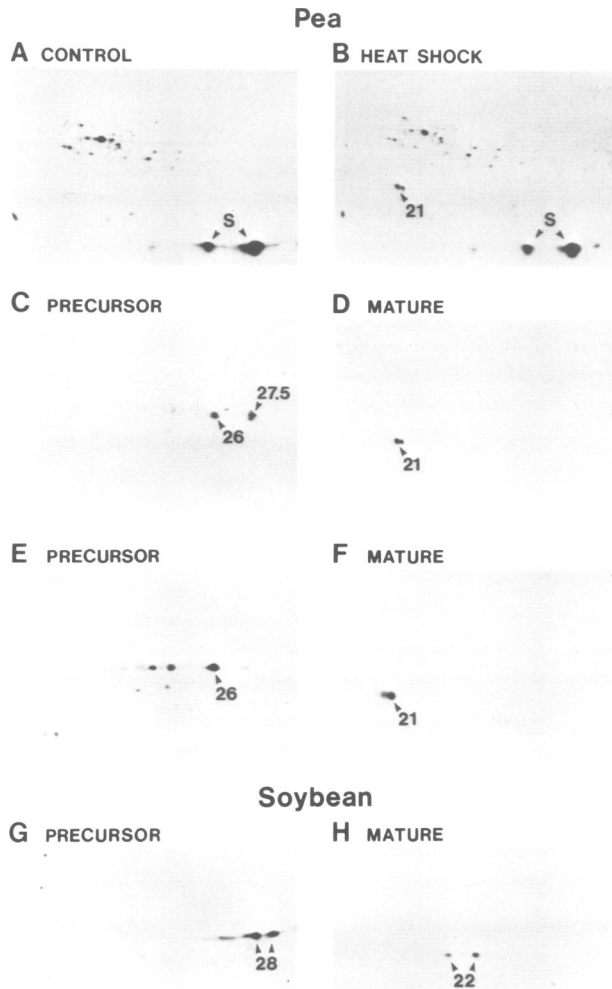 Pea
A CONTROL
B HEAT SHOCK
S
21
S
C PRECURSOR
D MATURE
27.5
26
21
E PRECURSOR
F MATURE
26
21
Soybean
G PRECURSOR
H MATURE
28
22